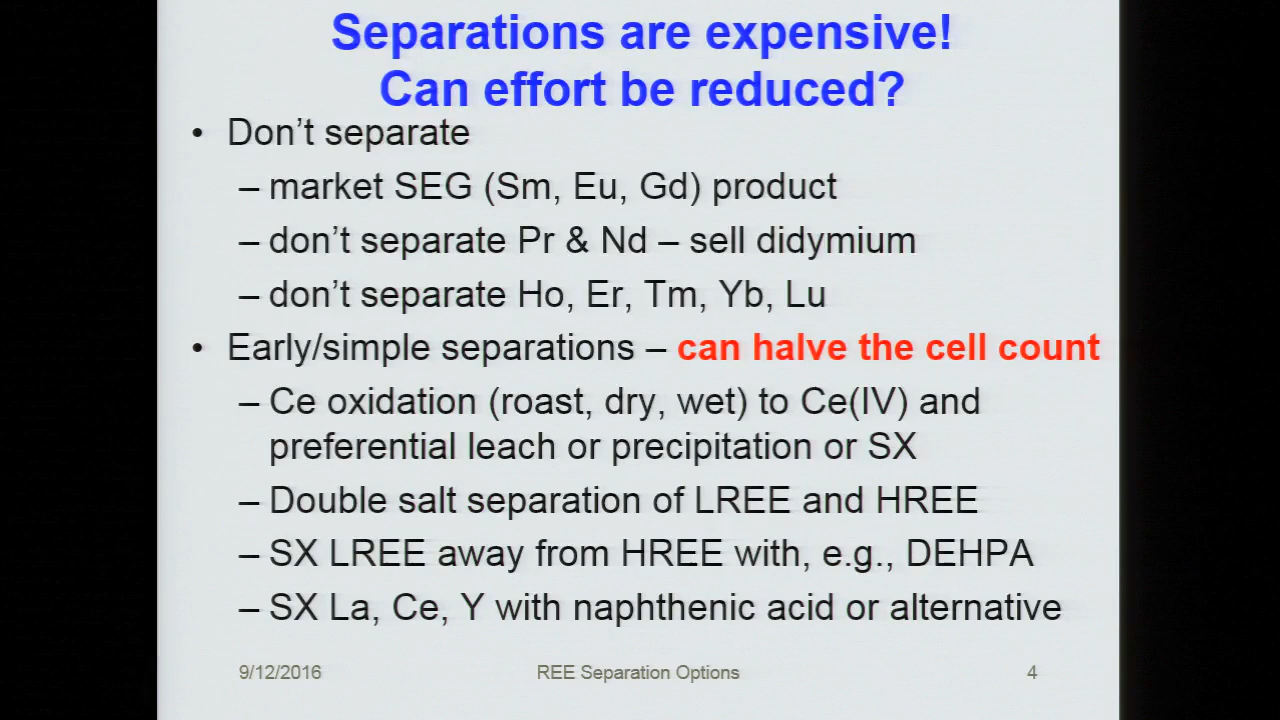 Separations are expensive!
Can effort be reduced?
• Don't separate
– market SEG (Sm, Eu, Gd) product
– don't separate Pr & Nd – sell didymium
– don't separate Ho, Er, Tm, Yb, Lu
• Early/simple separations – can halve the cell count
– Ce oxidation (roast, dry, wet) to Ce(IV) and
preferential leach or precipitation or SX
– Double salt separation of LREE and HREE
– SX LREE away from HREE with, e.g., DEHPA
– SX La, Ce, Y with naphthenic acid or alternative
9/12/2016 REE Separation Options 4